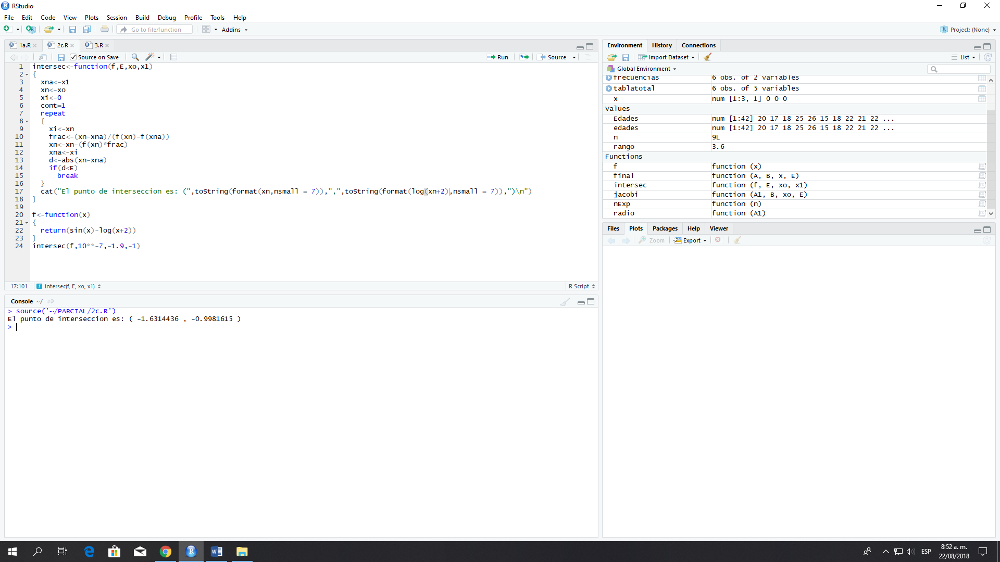 RStudio
File Edit Code View Plots Session Build Debug Profile Tools Help
Go to file/function Addins Project: (None)
1a.R 2c.R 3.R
Source on Save Run Source
1 intersec<-function(f,E,xo,x1)
2 {
3 xna<-x1
4 xn<-xo
5 xi<-0
6 cont=1
7 repeat
8 {
9 xi<-xn
10 frac<-(xn-xna)/(f(xn)-f(xna))
11 xn<-xn-(f(xn)*frac)
12 xna<-xi
13 d<-abs(xn-xna)
14 if(d<E)
15 break
16 }
17 cat("El punto de interseccion es: (",toString(format(xn,nsmall = 7)),",",toString(format(log(xn+2),nsmall = 7)),")\n")
18 }
19
20 f<-function(x)
21 {
22 return(sin(x)-log(x+2))
23 }
24 intersec(f,10**-7,-1.9,-1)
17:101 intersec(f, E, xo, x1) R Script
Console ~/
> source('~/PARCIAL/2c.R')
El punto de interseccion es: ( -1.6314436 , -0.9981615 )
>
Environment History Connections
Import Dataset List
Global Environment
frecuencias 6 obs. of 2 variables
tablatotal 6 obs. of 5 variables
x num [1:3, 1] 0 0 0
Values
Edades num [1:42] 20 17 18 25 26 15 18 22 21 22 ...
edades num [1:42] 20 17 18 25 26 15 18 22 21 22 ...
n 9L
rango 3.6
Functions
f function (x)
final function (A, B, x, E)
intersec function (f, E, xo, x1)
jacobi function (A1, B, xo, E)
nExp function (n)
radio function (A1)
Files Plots Packages Help Viewer
Zoom Export
ESP
8:52 a. m.
22/08/2018